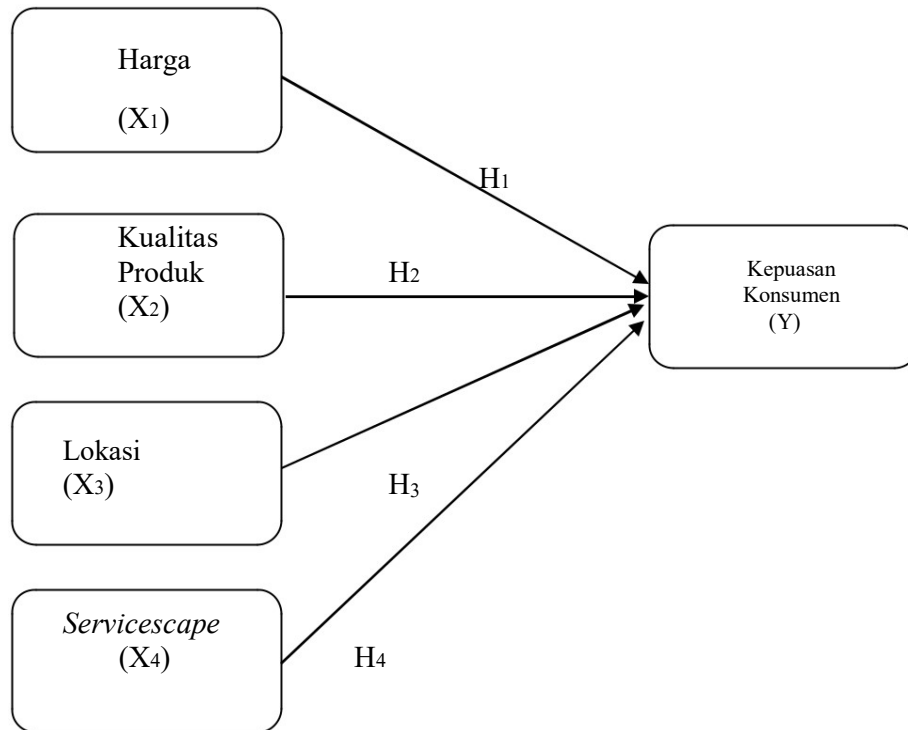 Harga
(X1)
H1
Kualitas
Produk
(X2)
H2
Kepuasan
Konsumen
(Y)
Lokasi
(X3)
H3
Servicescape
(X4)
H4